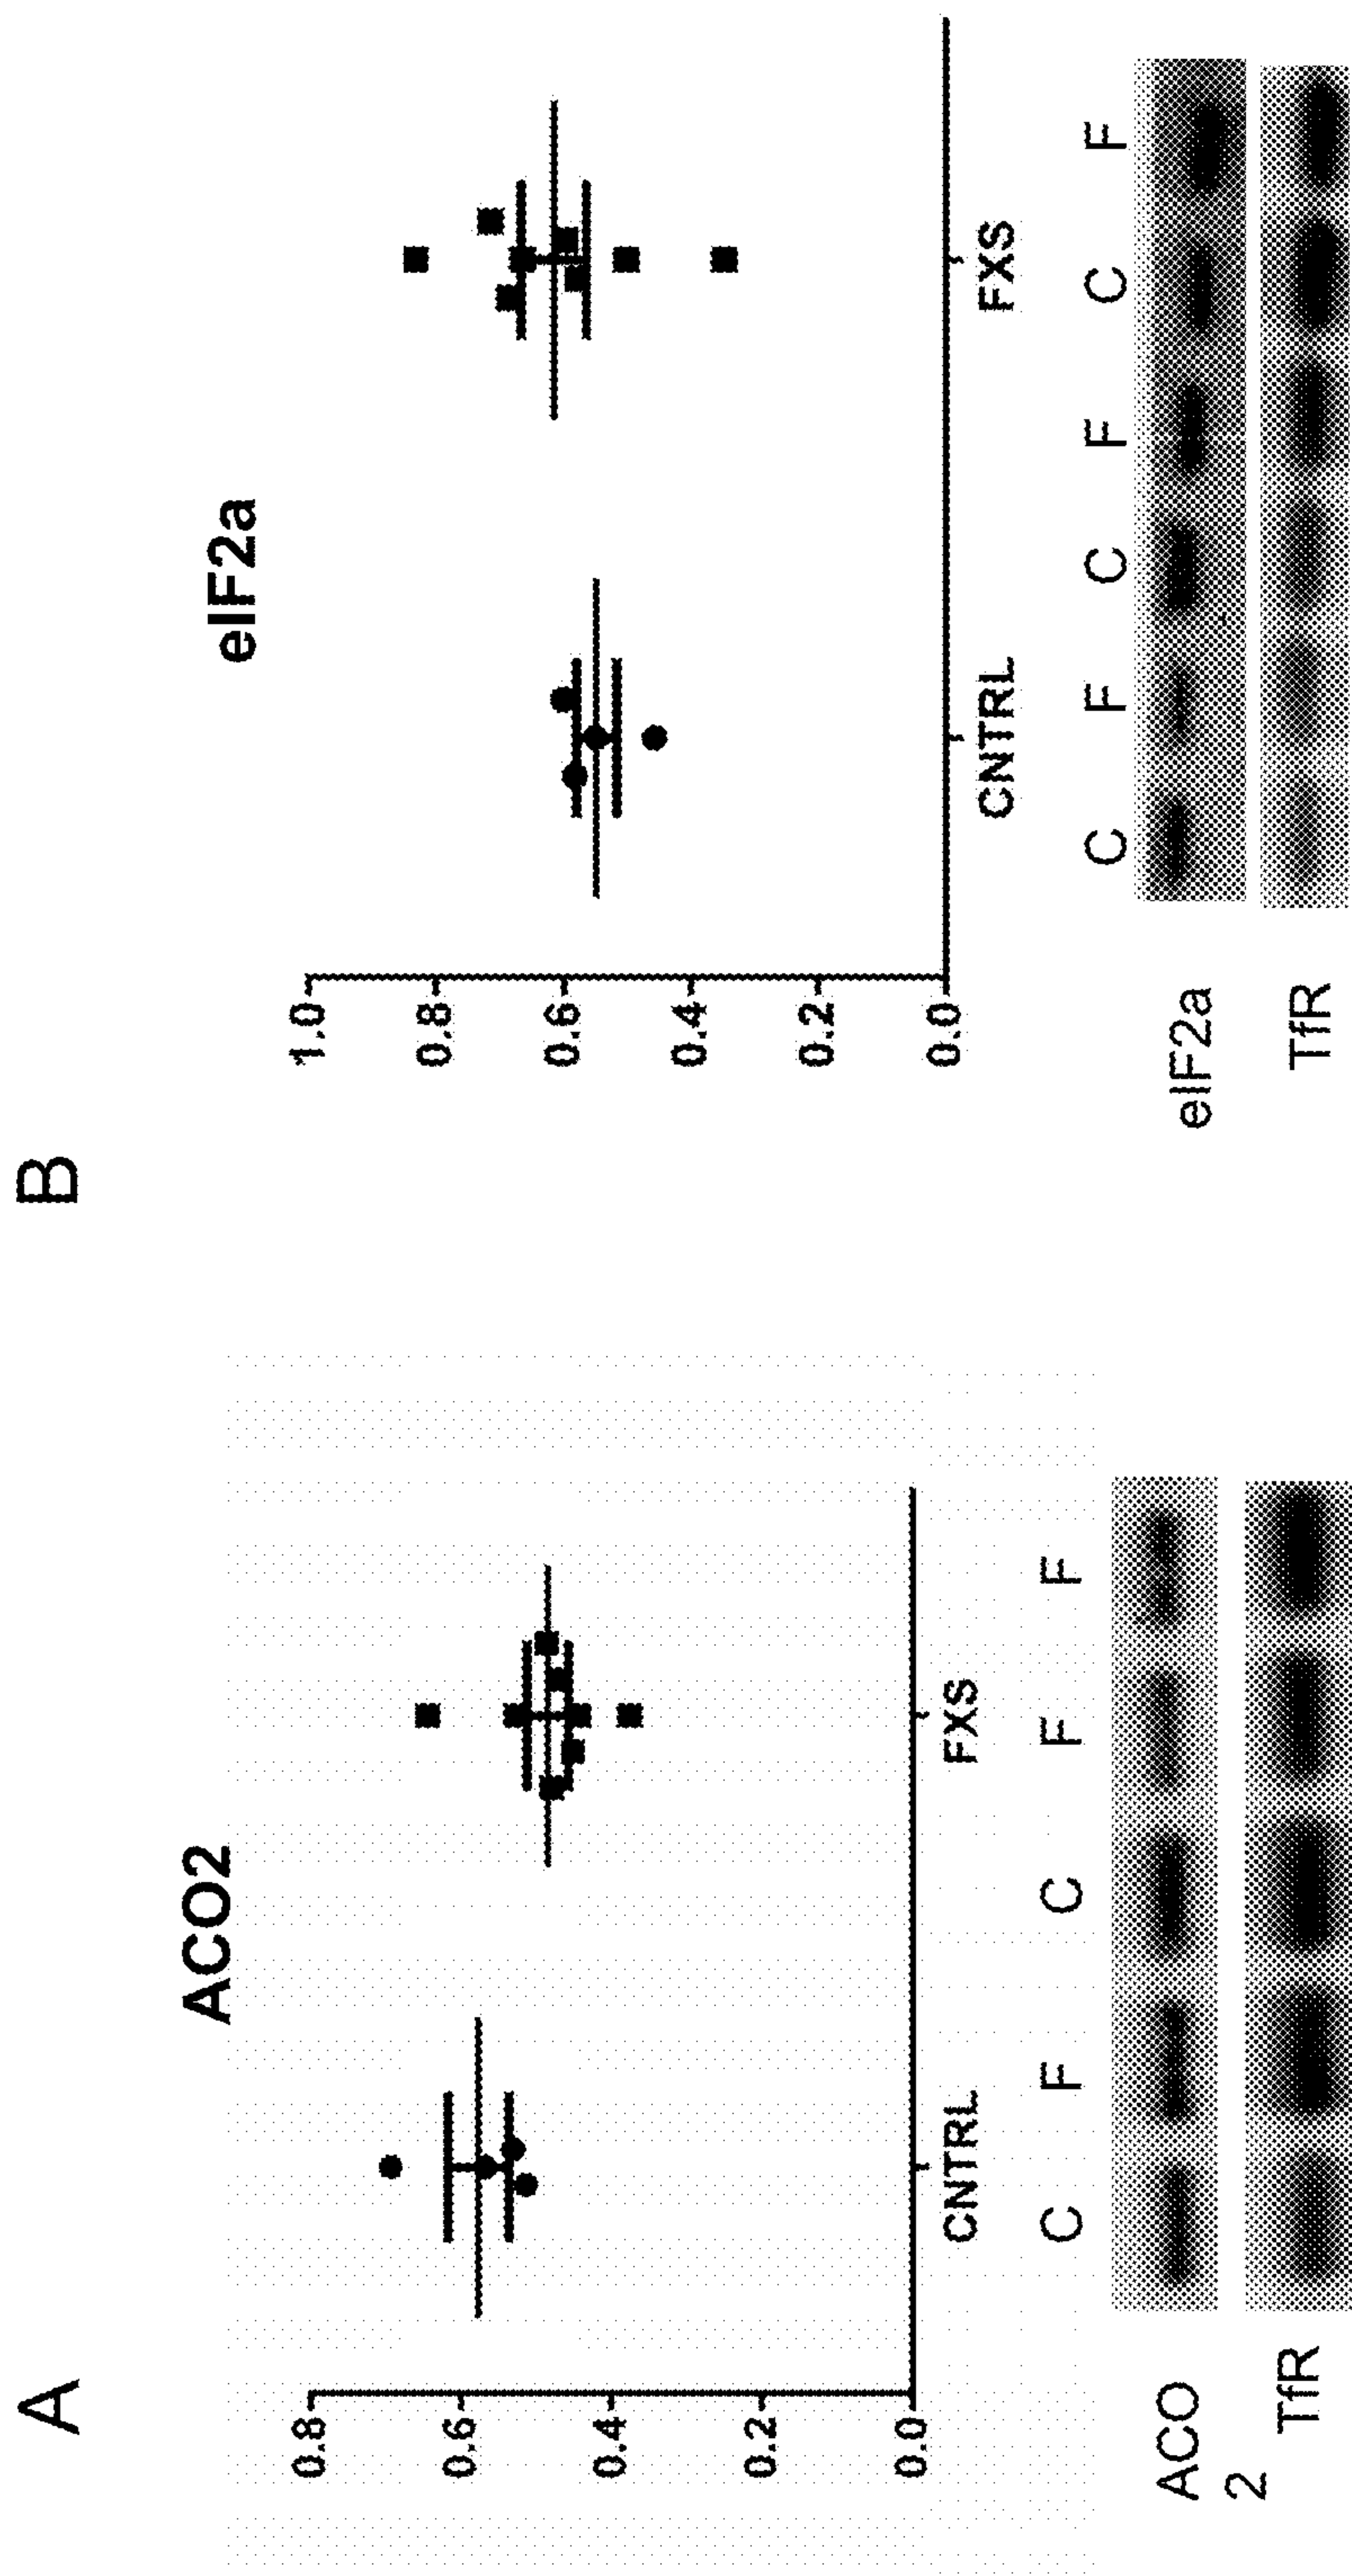 A
ACO2
0.8
0.6
0.4
0.2
0.0
CNTRL FXS
C F C F F
ACO
2
TfR
B
eIF2a
1.0
0.8
0.6
0.4
0.2
0.0
CNTRL FXS
C F C F C F
eIF2a
TfR